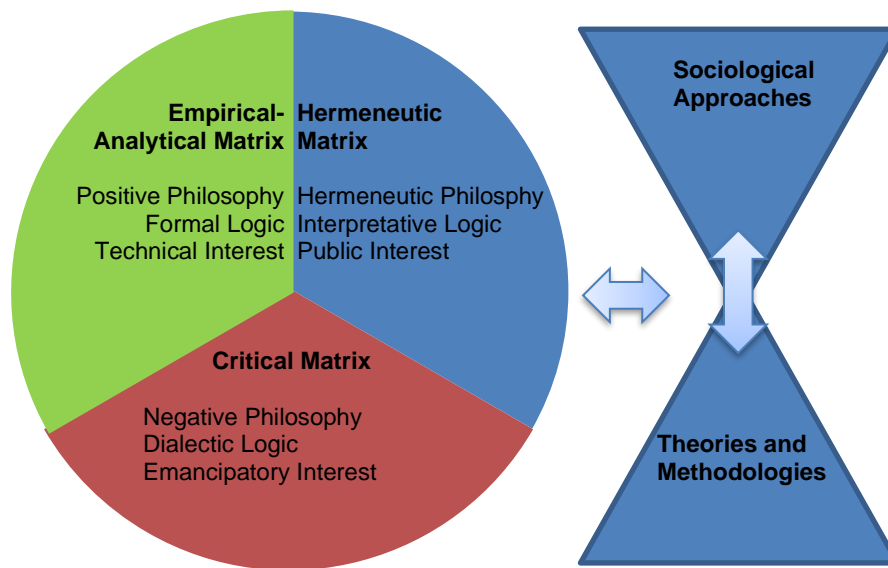 Empirical-
Analytical Matrix
Positive Philosophy
Formal Logic
Technical Interest
Hermeneutic
Matrix
Hermeneutic Philosphy
Interpretative Logic
Public Interest
Critical Matrix
Negative Philosophy
Dialectic Logic
Emancipatory Interest
Sociological
Approaches
Theories and
Methodologies